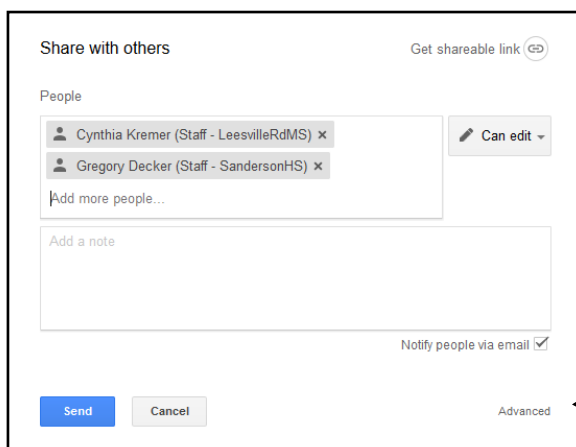 Share with others
Get shareable link
People
Cynthia Kremer (Staff - LeesvilleRdMS) ×
Can edit
Gregory Decker (Staff - SandersonHS) ×
Add more people...
Add a note
Notify people via email
Send
Cancel
Advanced